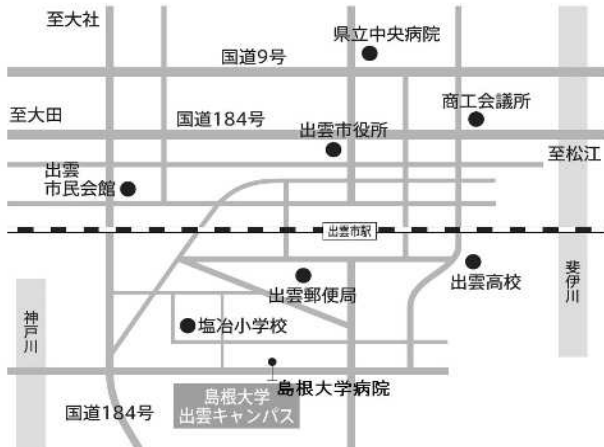 至大社
県立中央病院
国道9号
商工会議所
至大田
国道184号
出雲市役所
至松江
出雲
市民会館
出雲市駅
出雲高校
斐伊川
出雲郵便局
神戸川
塩冶小学校
島根大学病院
島根大学
出雲キャンパス
国道184号